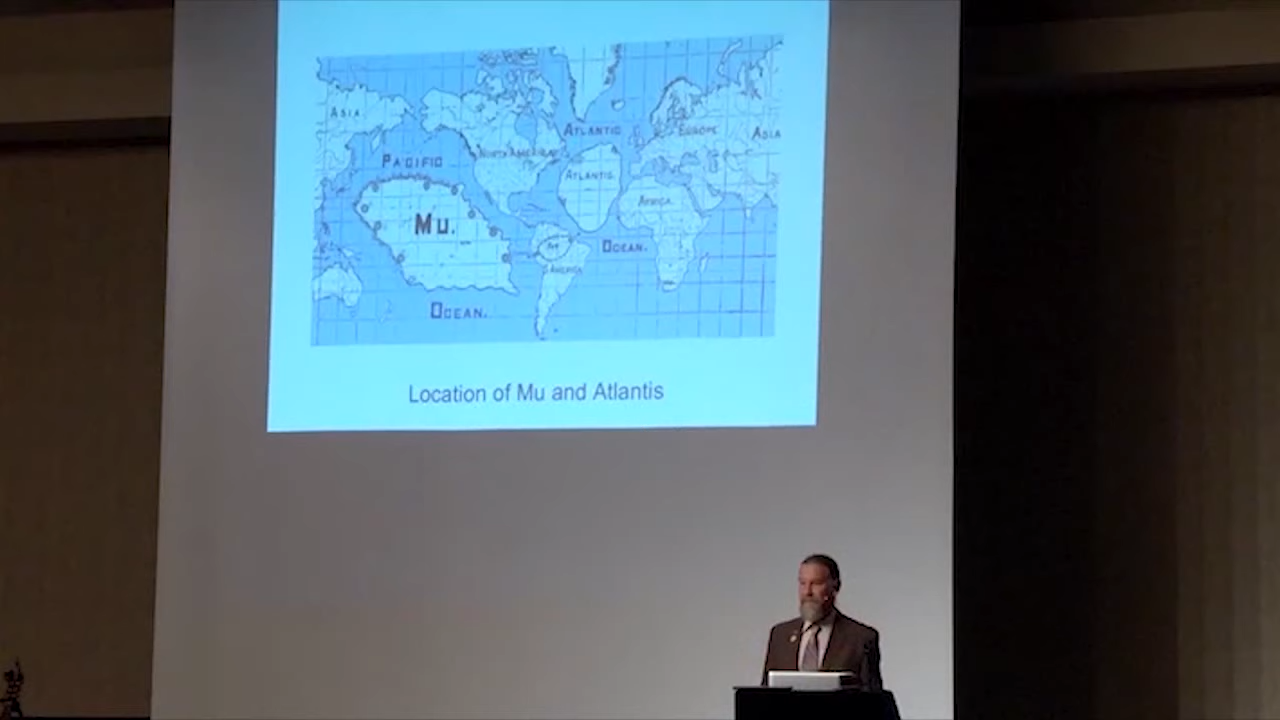 ASIA
ATLANTIC
EUROPE
ASIA
PACIFIC
NORTH AMERICA
ATLANTIS
AFRICA
MU.
OCEAN.
S. AMERICA
OCEAN.
Location of Mu and Atlantis